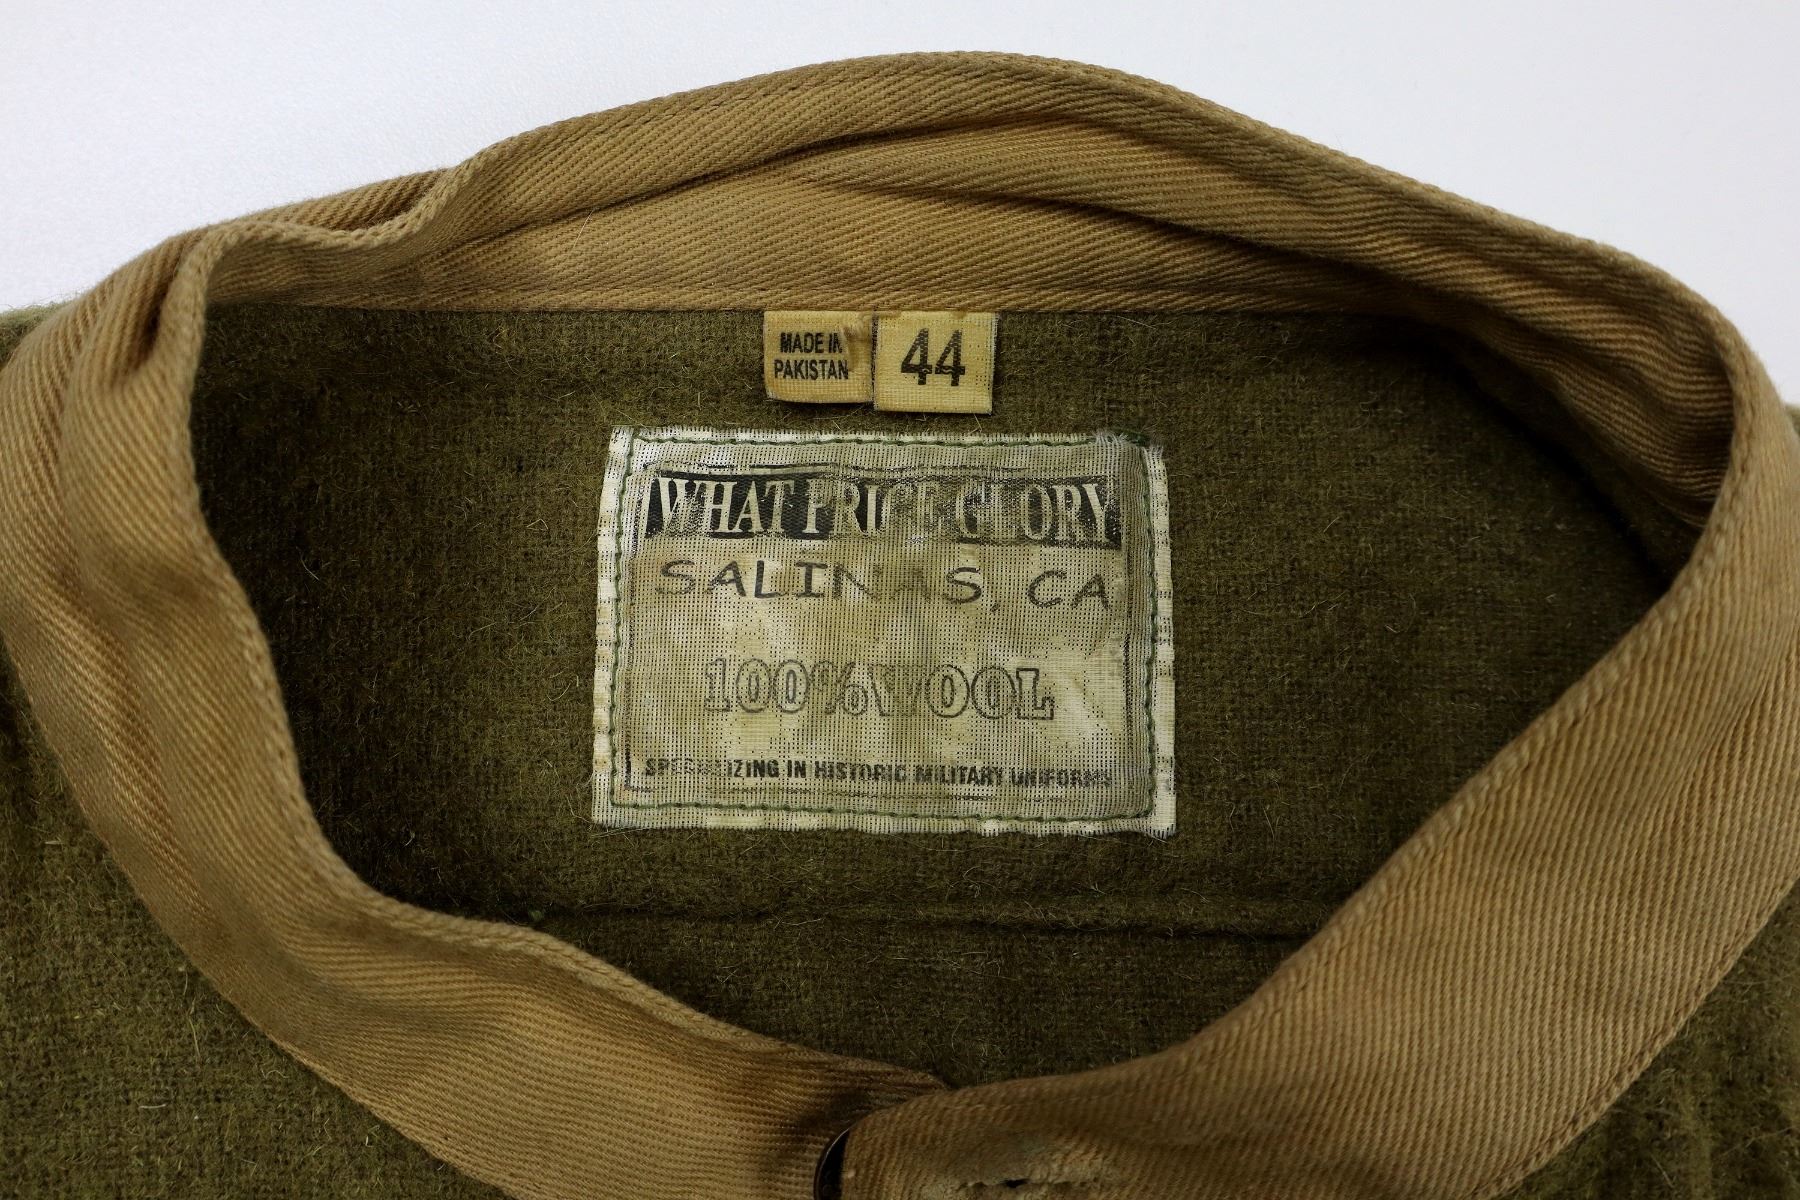 MADE IN
PAKISTAN
44
WHAT PRICE GLORY
SALINAS, CA
100% WOOL
SPECIALIZING IN HISTORIC MILITARY UNIFORMS